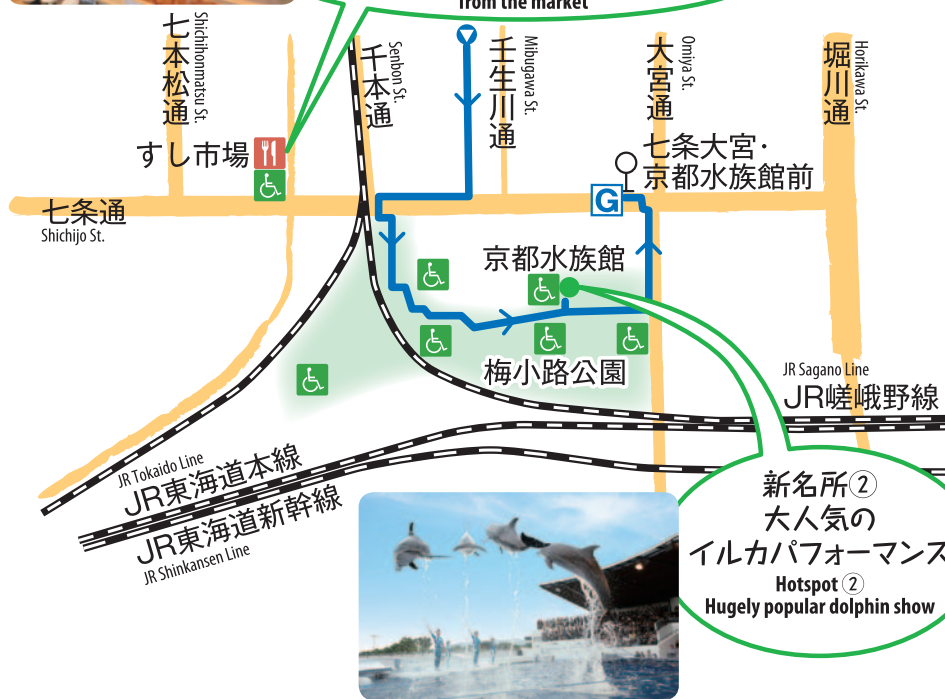 from the market
七本松通
Shichihonmatsu St.
千本通
Senbon St.
壬生川通
Mibugawa St.
大宮通
Omiya St.
堀川通
Horikawa St.
すし市場
七条大宮・
京都水族館前
G
七条通
Shichijo St.
京都水族館
梅小路公園
JR Sagano Line
JR嵯峨野線
JR Tokaido Line
JR東海道本線
JR東海道新幹線
JR Shinkansen Line
新名所②
大人気の
イルカパフォーマンス
Hotspot ②
Hugely popular dolphin show